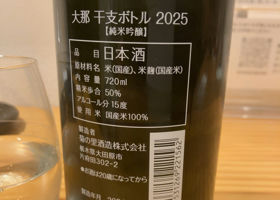 大那 干支ボトル 2025
【純米吟醸】
品目 日本酒
原材料名 米(国産)、米麹(国産米)
内容量 720ml
精米歩合 50%
アルコール分 15度
原料米 国産米100%
製造者
菊の里酒造株式会社
栃木県大田原市
片府田302-2
●お酒は20歳になってから
製造年月